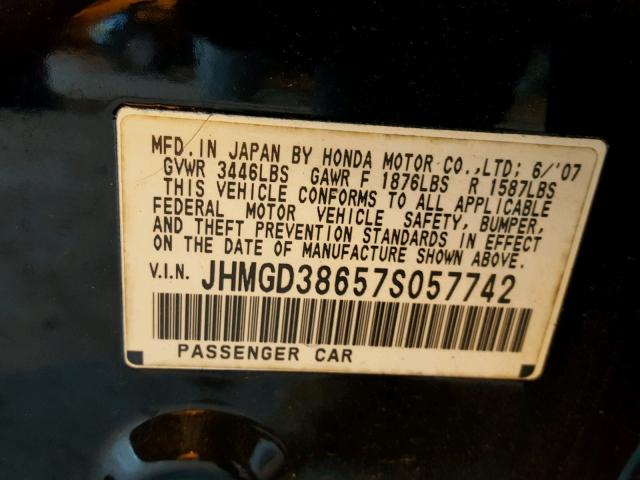 MFD. IN JAPAN BY HONDA MOTOR CO.,LTD; 6/'07
GVWR 3446LBS GAWR F 1876LBS R 1587LBS
THIS VEHICLE CONFORMS TO ALL APPLICABLE
FEDERAL MOTOR VEHICLE SAFETY, BUMPER,
AND THEFT PREVENTION STANDARDS IN EFFECT
ON THE DATE OF MANUFACTURE SHOWN ABOVE.
V.I.N. JHMGD38657S057742
PASSENGER CAR